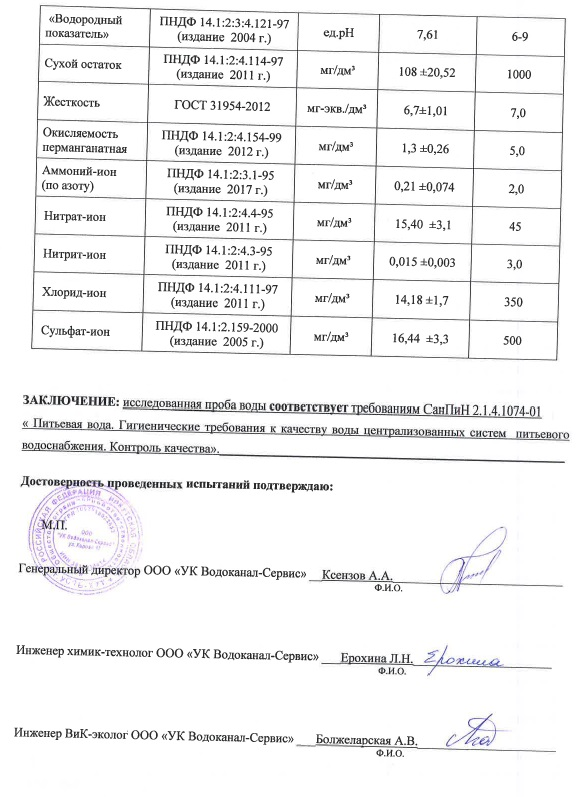 «Водородный показатель» ПНДФ 14.1:2:3:4.121-97 (издание 2004 г.) ед.рН 7,61 6-9
Сухой остаток ПНДФ 14.1:2:4.114-97 (издание 2011 г.) мг/дм³ 108 ±20,52 1000
Жесткость ГОСТ 31954-2012 мг-экв./дм³ 6,7±1,01 7,0
Окисляемость перманганатная ПНДФ 14.1:2:4.154-99 (издание 2012 г.) мг/дм³ 1,3 ±0,26 5,0
Аммоний-ион (по азоту) ПНДФ 14.1:2:3.1-95 (издание 2017 г.) мг/дм³ 0,21 ±0,074 2,0
Нитрат-ион ПНДФ 14.1:2:4.4-95 (издание 2011 г.) мг/дм³ 15,40 ±3,1 45
Нитрит-ион ПНДФ 14.1:2:4.3-95 (издание 2011 г.) мг/дм³ 0,015 ±0,003 3,0
Хлорид-ион ПНДФ 14.1:2:4.111-97 (издание 2011 г.) мг/дм³ 14,18 ±1,7 350
Сульфат-ион ПНДФ 14.1:2.159-2000 (издание 2005 г.) мг/дм³ 16,44 ±3,3 500
ЗАКЛЮЧЕНИЕ: исследованная проба воды соответствует требованиям СанПиН 2.1.4.1074-01
« Питьевая вода. Гигиенические требования к качеству воды централизованных систем питьевого
водоснабжения. Контроль качества».
Достоверность проведенных испытаний подтверждаю:
РОССИЙСКАЯ ФЕДЕРАЦИЯ
М.П.
ООО
"УК Водоканал-Сервис"
Генеральный директор ООО «УК Водоканал-Сервис» Ксензов А.А.
Ф.И.О.
Инженер химик-технолог ООО «УК Водоканал-Сервис» Ерохина Л.Н. Ерохина
Ф.И.О.
Инженер ВиК-эколог ООО «УК Водоканал-Сервис» Болжеларская А.В.
Ф.И.О.